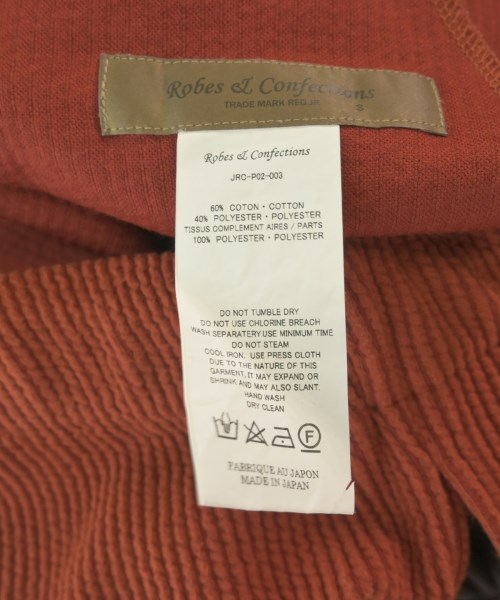 Robes & Confections
TRADE MARK REGJR
Robes & Confections
JRC-P02-003
60% COTON・COTTON
40% POLYESTER・POLYESTER
TISSUS COMPLEMENT AIRES / PARTS
100% POLYESTER・POLYESTER
DO NOT TUMBLE DRY
DO NOT USE CHLORINE BREACH
WASH SEPARATERY USE MINIMUM TIME
DO NOT STEAM
COOL IRON. USE PRESS CLOTH
DUE TO THE NATURE OF THIS
GARMENT, IT MAY EXPAND OR
SHRINK AND MAY ALSO SLANT.
HAND WASH
DRY CLEAN
F
FABRIQUE AU JAPON
MADE IN JAPAN